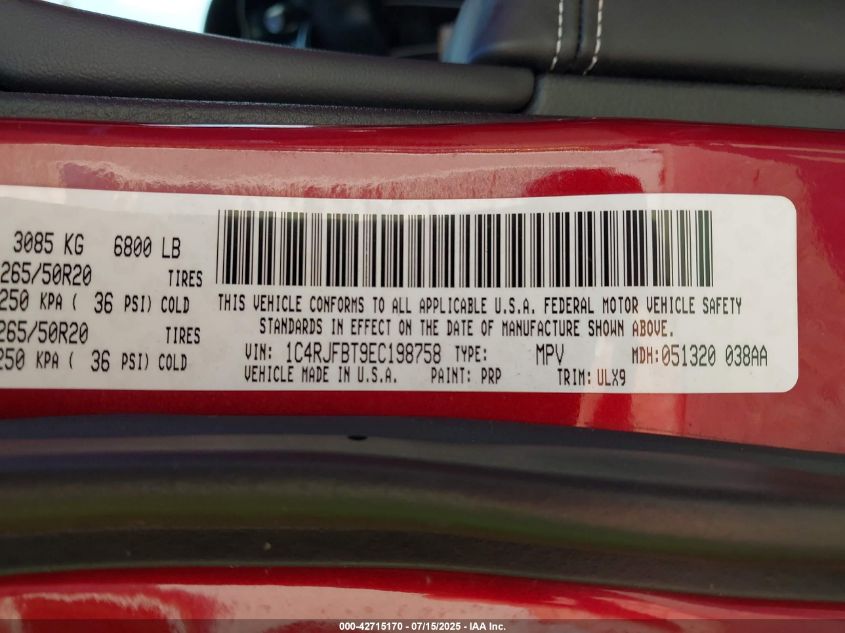 3085 KG 6800 LB
265/50R20 TIRES
250 KPA ( 36 PSI) COLD
265/50R20 TIRES
250 KPA ( 36 PSI) COLD
THIS VEHICLE CONFORMS TO ALL APPLICABLE U.S.A. FEDERAL MOTOR VEHICLE SAFETY
STANDARDS IN EFFECT ON THE DATE OF MANUFACTURE SHOWN ABOVE.
VIN: 1C4RJFBT9EC198758 TYPE: MPV MDH:051320 038AA
VEHICLE MADE IN U.S.A. PAINT: PRP TRIM: ULX9
000-42715170 - 07/15/2025 - IAA Inc.